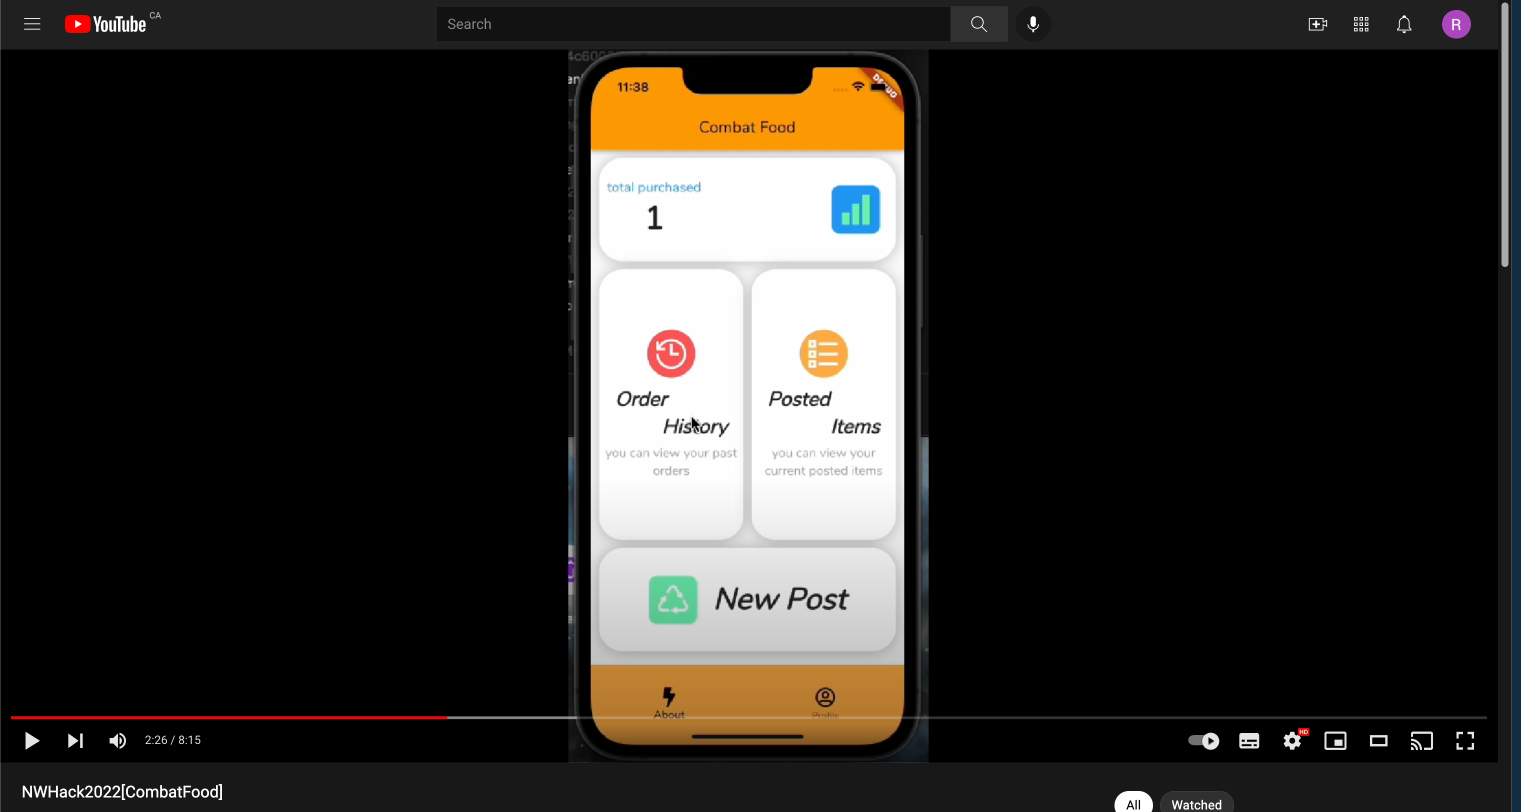 YouTube CA
Search
R
11:38
DEBUG
Combat Food
total purchased
1
Order
History
you can view your past
orders
Posted
Items
you can view your
current posted items
New Post
About
Profile
2:26 / 8:15
HD
NWHack2022[CombatFood]
All
Watched